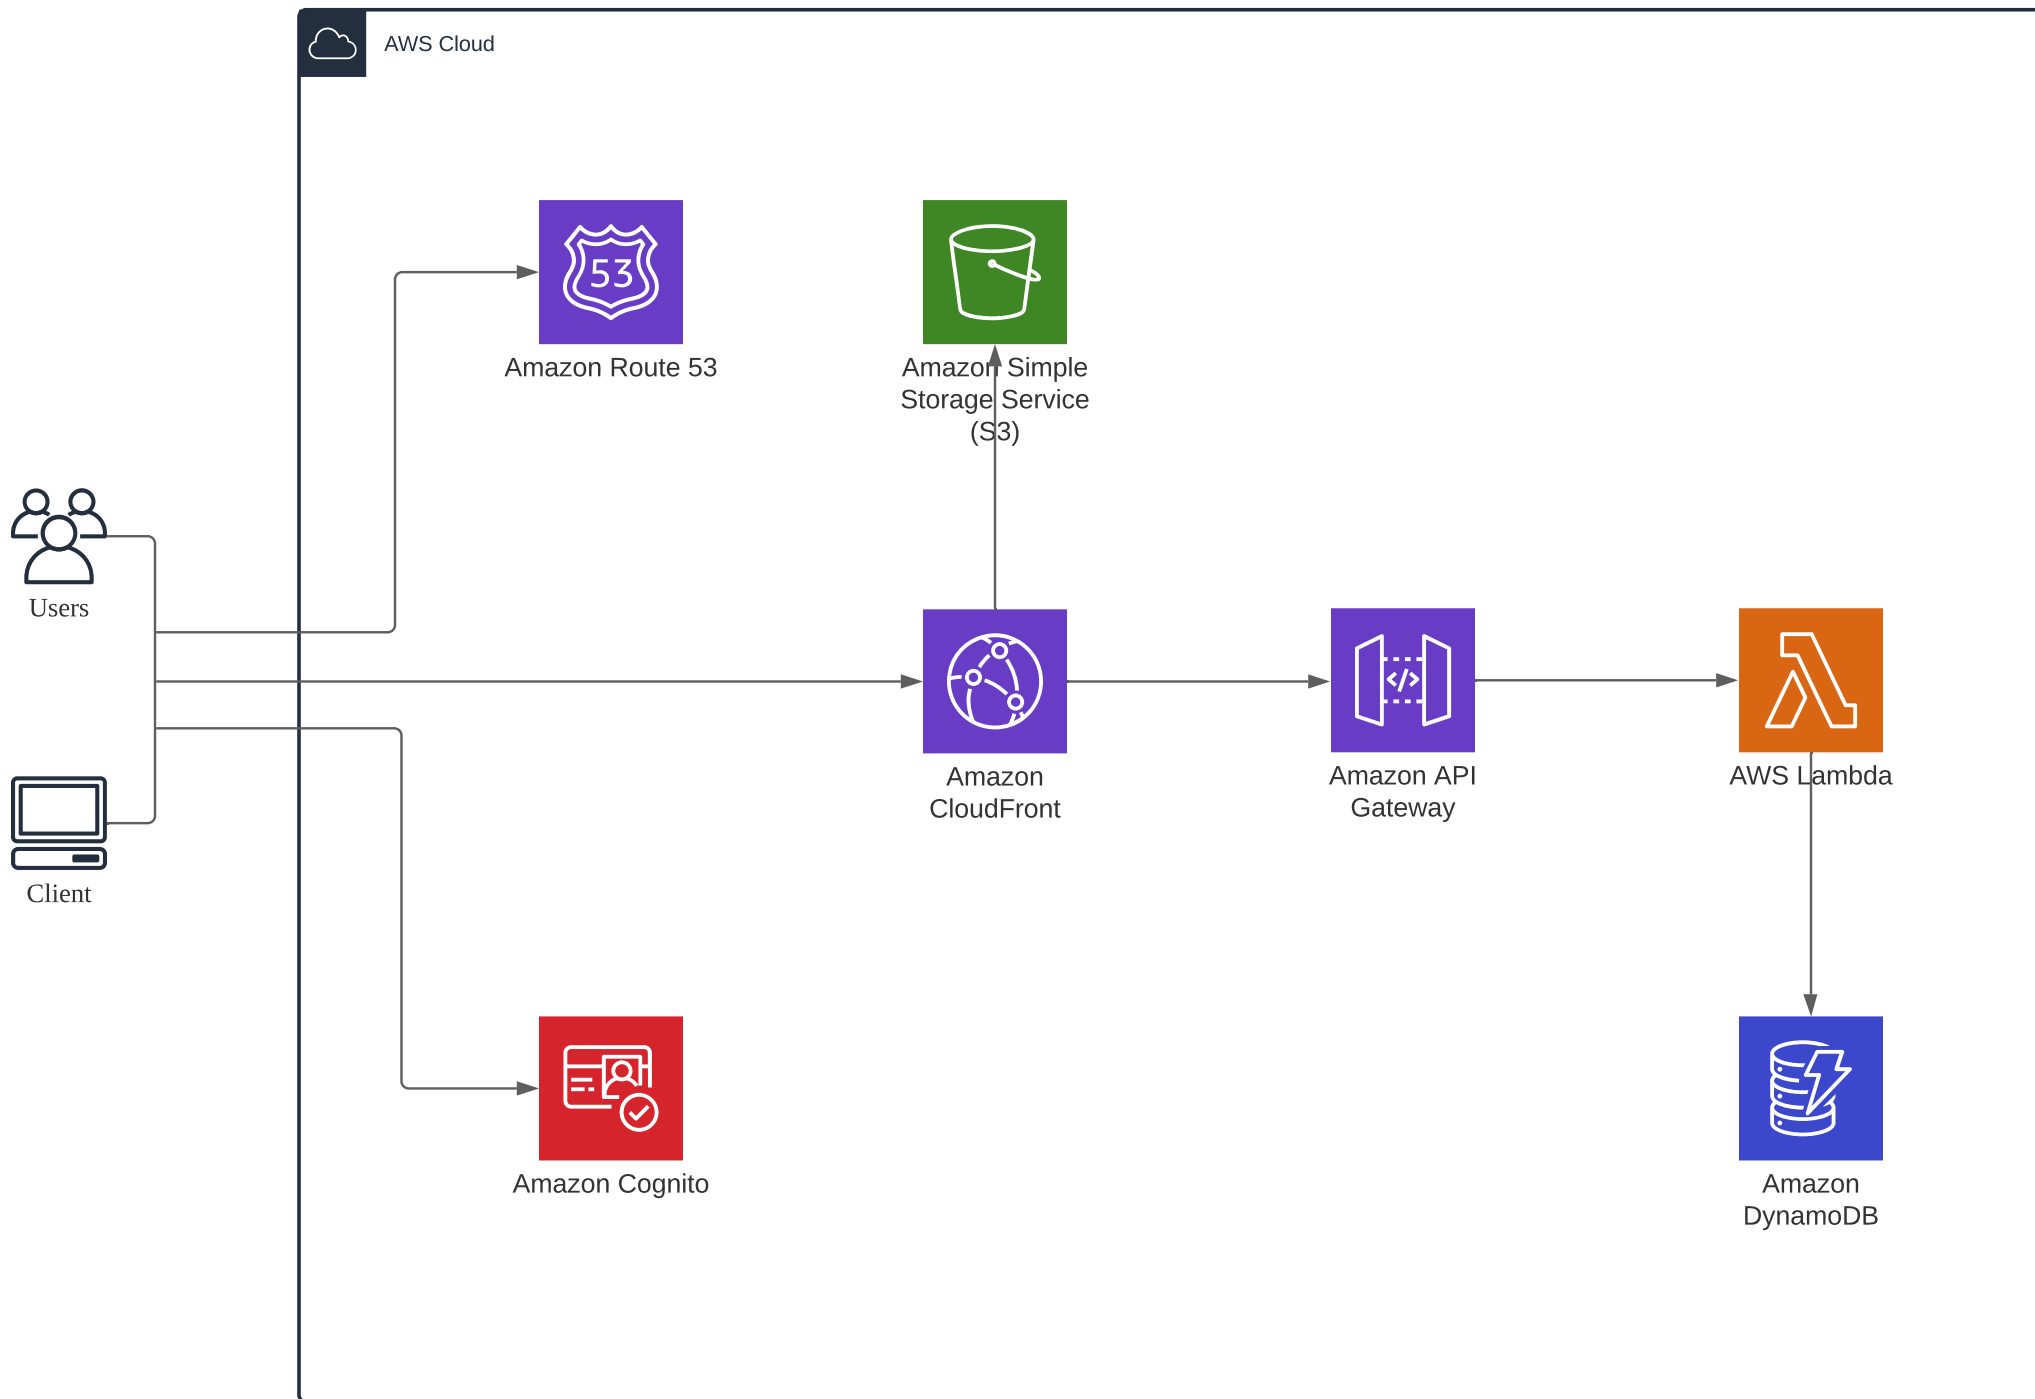 AWS Cloud
53
Amazon Route 53
Amazon Simple
Storage Service
(S3)
Users
Client
</>
Amazon
CloudFront
Amazon API
Gateway
AWS Lambda
Amazon Cognito
Amazon
DynamoDB